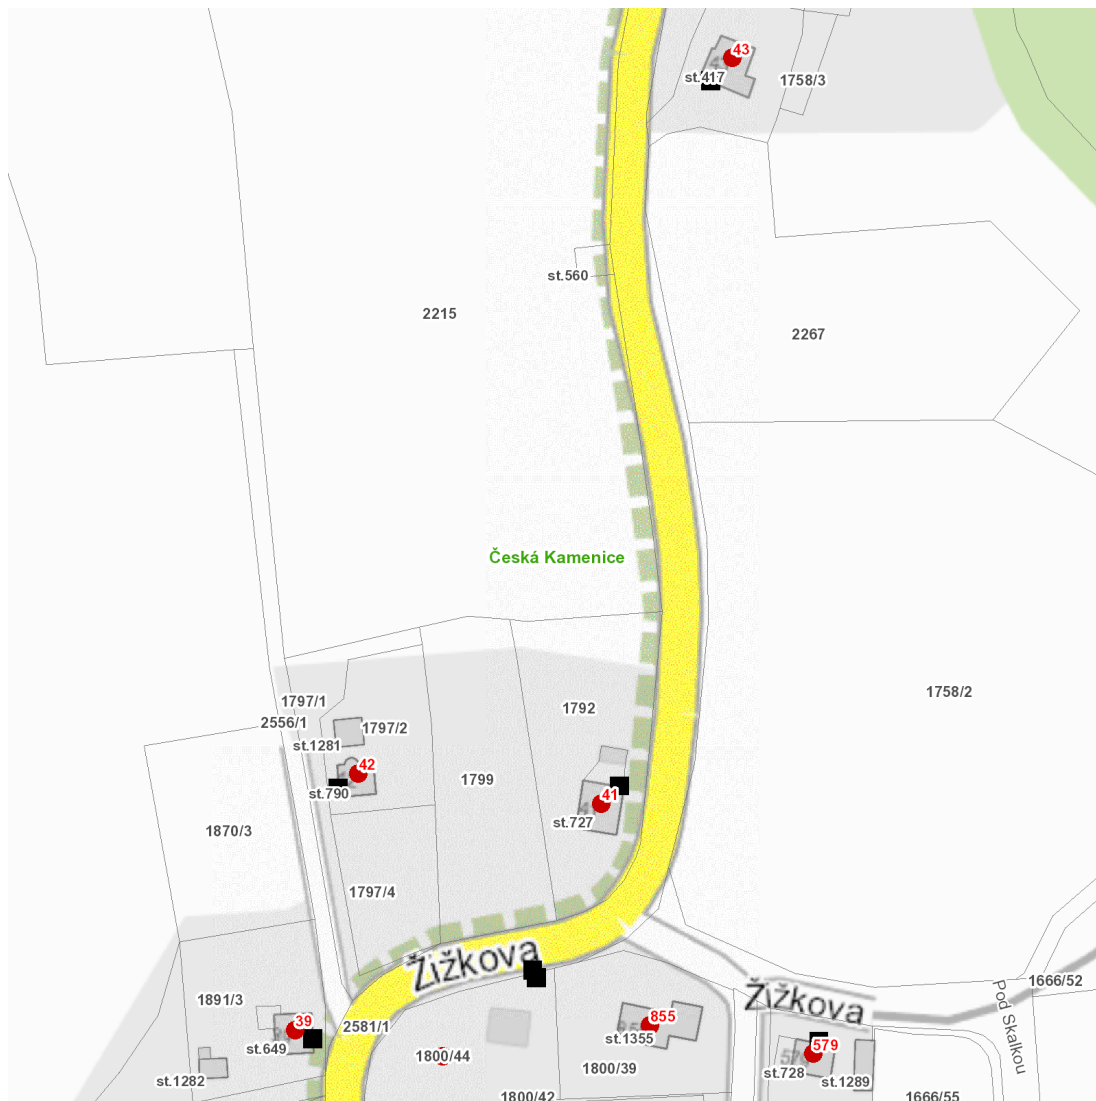 43
st.417
1758/3
st.560
2215
2267
Česká Kamenice
1758/2
1797/1
1792
2556/1
1797/2
st.1281
42
1799
st.790
41
st.727
1870/3
1797/4
Žižkova
1666/52
Žižkova
Pod Skalkou
1891/3
39
2581/1
855
st.1355
579
st.649
1800/44
1800/39
st.728
st.1282
st.1289
1800/42
1666/55